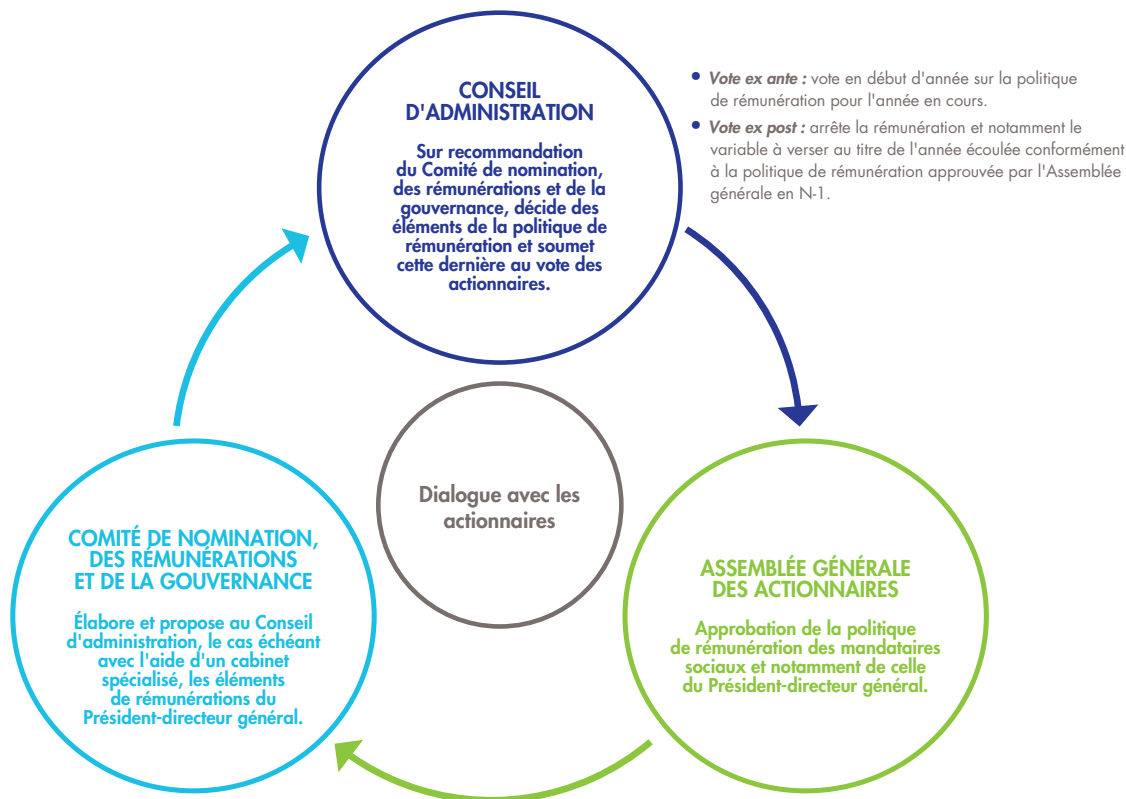 CONSEIL
D'ADMINISTRATION
Sur recommandation
du Comité de nomination,
des rémunérations et de la
gouvernance, décide des
éléments de la politique de
rémunération et soumet
cette dernière au vote des
actionnaires.
• Vote ex ante : vote en début d'année sur la politique
de rémunération pour l'année en cours.
• Vote ex post : arrête la rémunération et notamment le
variable à verser au titre de l'année écoulée conformément
à la politique de rémunération approuvée par l'Assemblée
générale en N-1.
Dialogue avec les
actionnaires
COMITÉ DE NOMINATION,
DES RÉMUNÉRATIONS
ET DE LA GOUVERNANCE
Élabore et propose au Conseil
d'administration, le cas échéant
avec l'aide d'un cabinet
spécialisé, les éléments
de rémunérations du
Président-directeur général.
ASSEMBLÉE GÉNÉRALE
DES ACTIONNAIRES
Approbation de la politique
de rémunération des mandataires
sociaux et notamment de celle
du Président-directeur général.